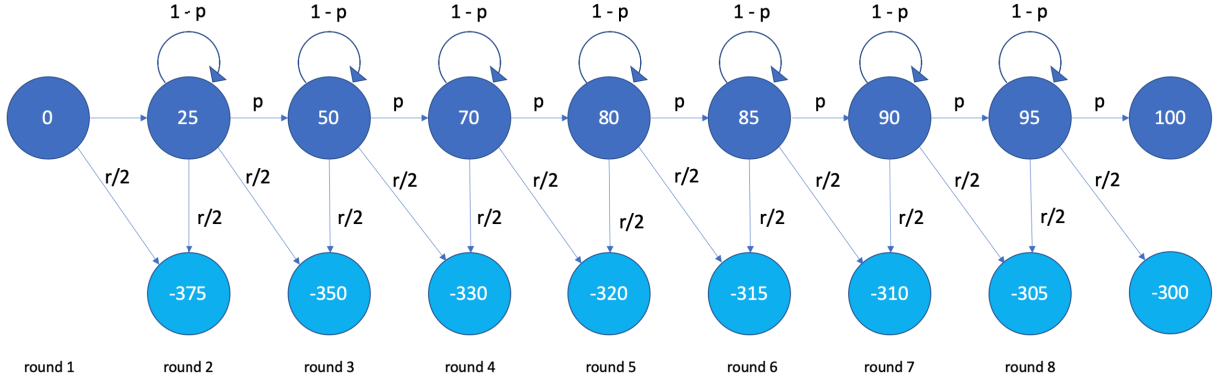 1 - p 1 - p 1 - p 1 - p 1 - p 1 - p 1 - p
0 25 p 50 p 70 p 80 p 85 p 90 p 95 p 100
r/2 r/2 r/2 r/2 r/2 r/2 r/2 r/2
r/2 r/2 r/2 r/2 r/2 r/2 r/2
-375 -350 -330 -320 -315 -310 -305 -300
round 1 round 2 round 3 round 4 round 5 round 6 round 7 round 8